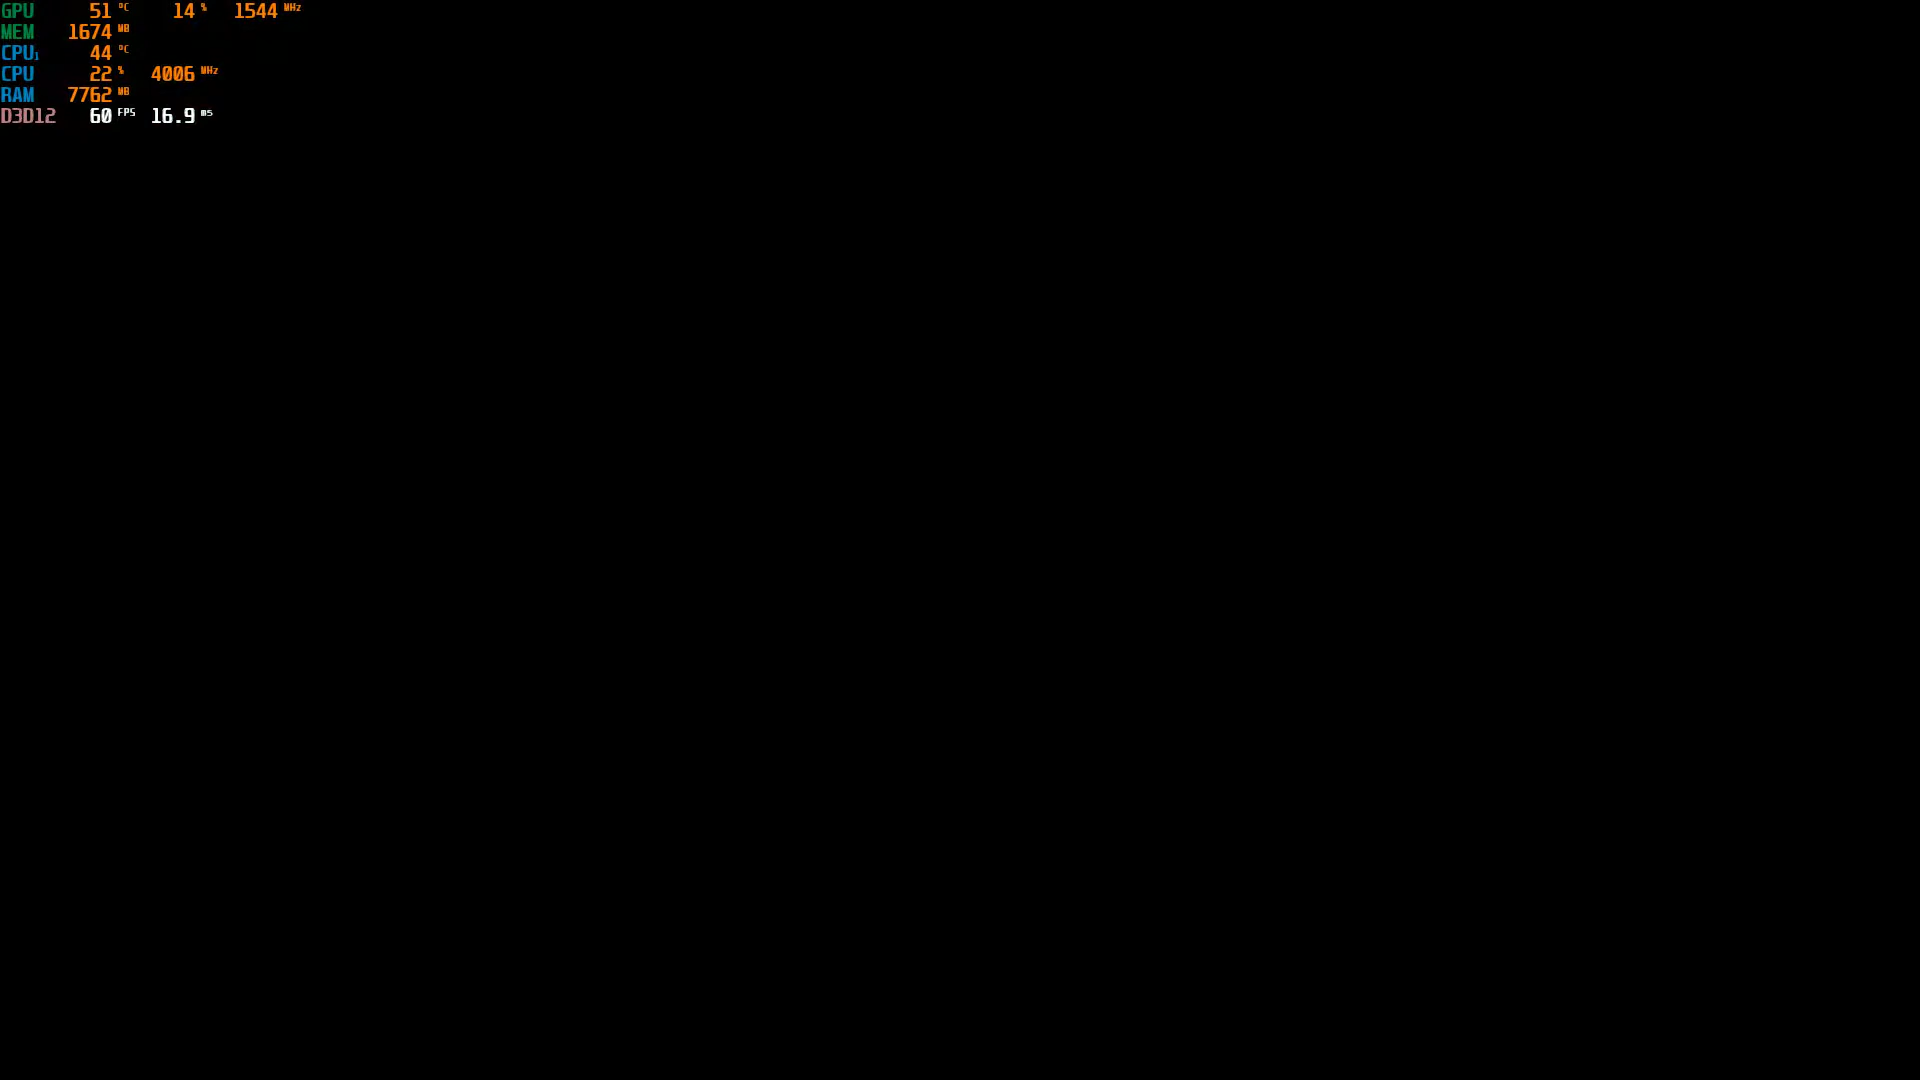 GPU 51 °C 14 % 1544 MHz
MEM 1674 MB
CPU1 44 °C
CPU 22 % 4006 MHz
RAM 7762 MB
D3D12 60 FPS 16.9 ms